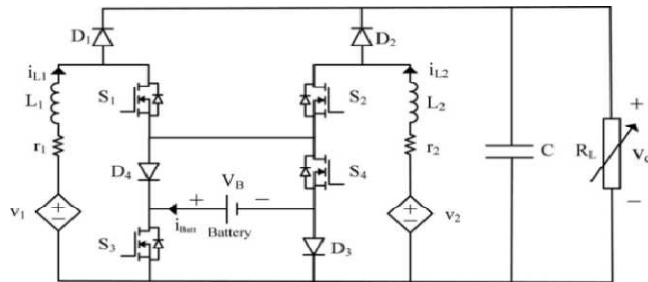 D1
D2
iL1
L1
S1
S2
iL2
L2
r1
r2
D4
VB
S4
+ −
v1
+ −
iBatt
Battery
+ −
v2
S3
D3
C
RL
+
vo
−